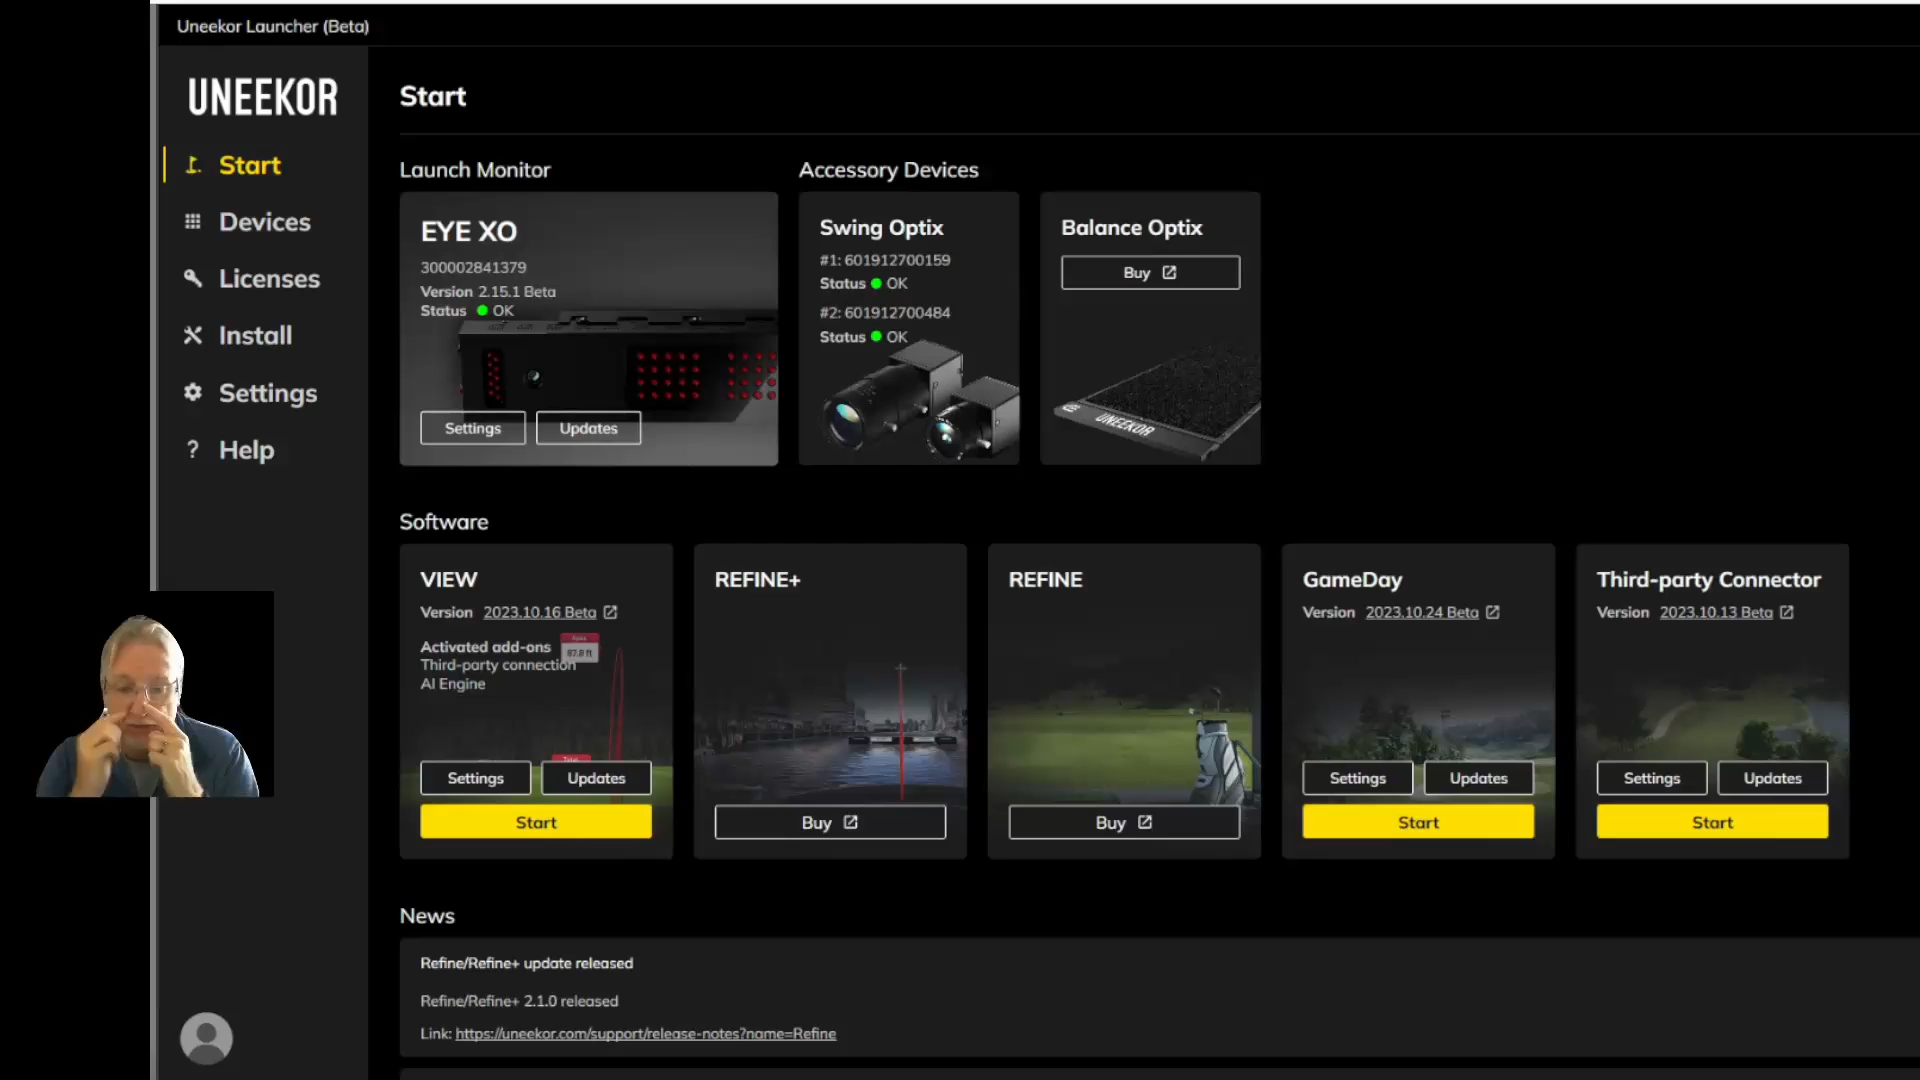 Uneekor Launcher (Beta)
UNEEKOR
Start
Devices
Licenses
Install
Settings
? Help
Start
Launch Monitor
EYE XO
300002841379
Version 2.15.1 Beta
Status OK
Settings
Updates
Accessory Devices
Swing Optix
#1: 601912700159
Status OK
#2: 601912700484
Status OK
Balance Optix
Buy
UNEEKOR
Software
VIEW
Version 2023.10.16 Beta
Activated add-ons
Third-party connection
AI Engine
Apex
87.8 ft
Total
Settings
Updates
Start
REFINE+
Buy
REFINE
Buy
GameDay
Version 2023.10.24 Beta
Settings
Updates
Start
Third-party Connector
Version 2023.10.13 Beta
Settings
Updates
Start
News
Refine/Refine+ update released
Refine/Refine+ 2.1.0 released
Link: https://uneekor.com/support/release-notes?name=Refine